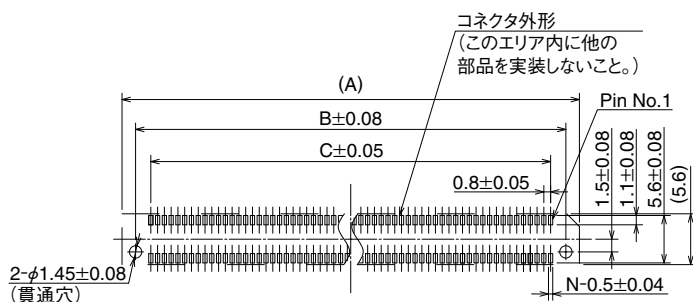 コネクタ外形
(このエリア内に他の
部品を実装しないこと。)
(A)
Pin No.1
B±0.08
C±0.05
0.8±0.05
1.5±0.08
1.1±0.08
5.6±0.08
(5.6)
2-φ1.45±0.08
(貫通穴)
N-0.5±0.04